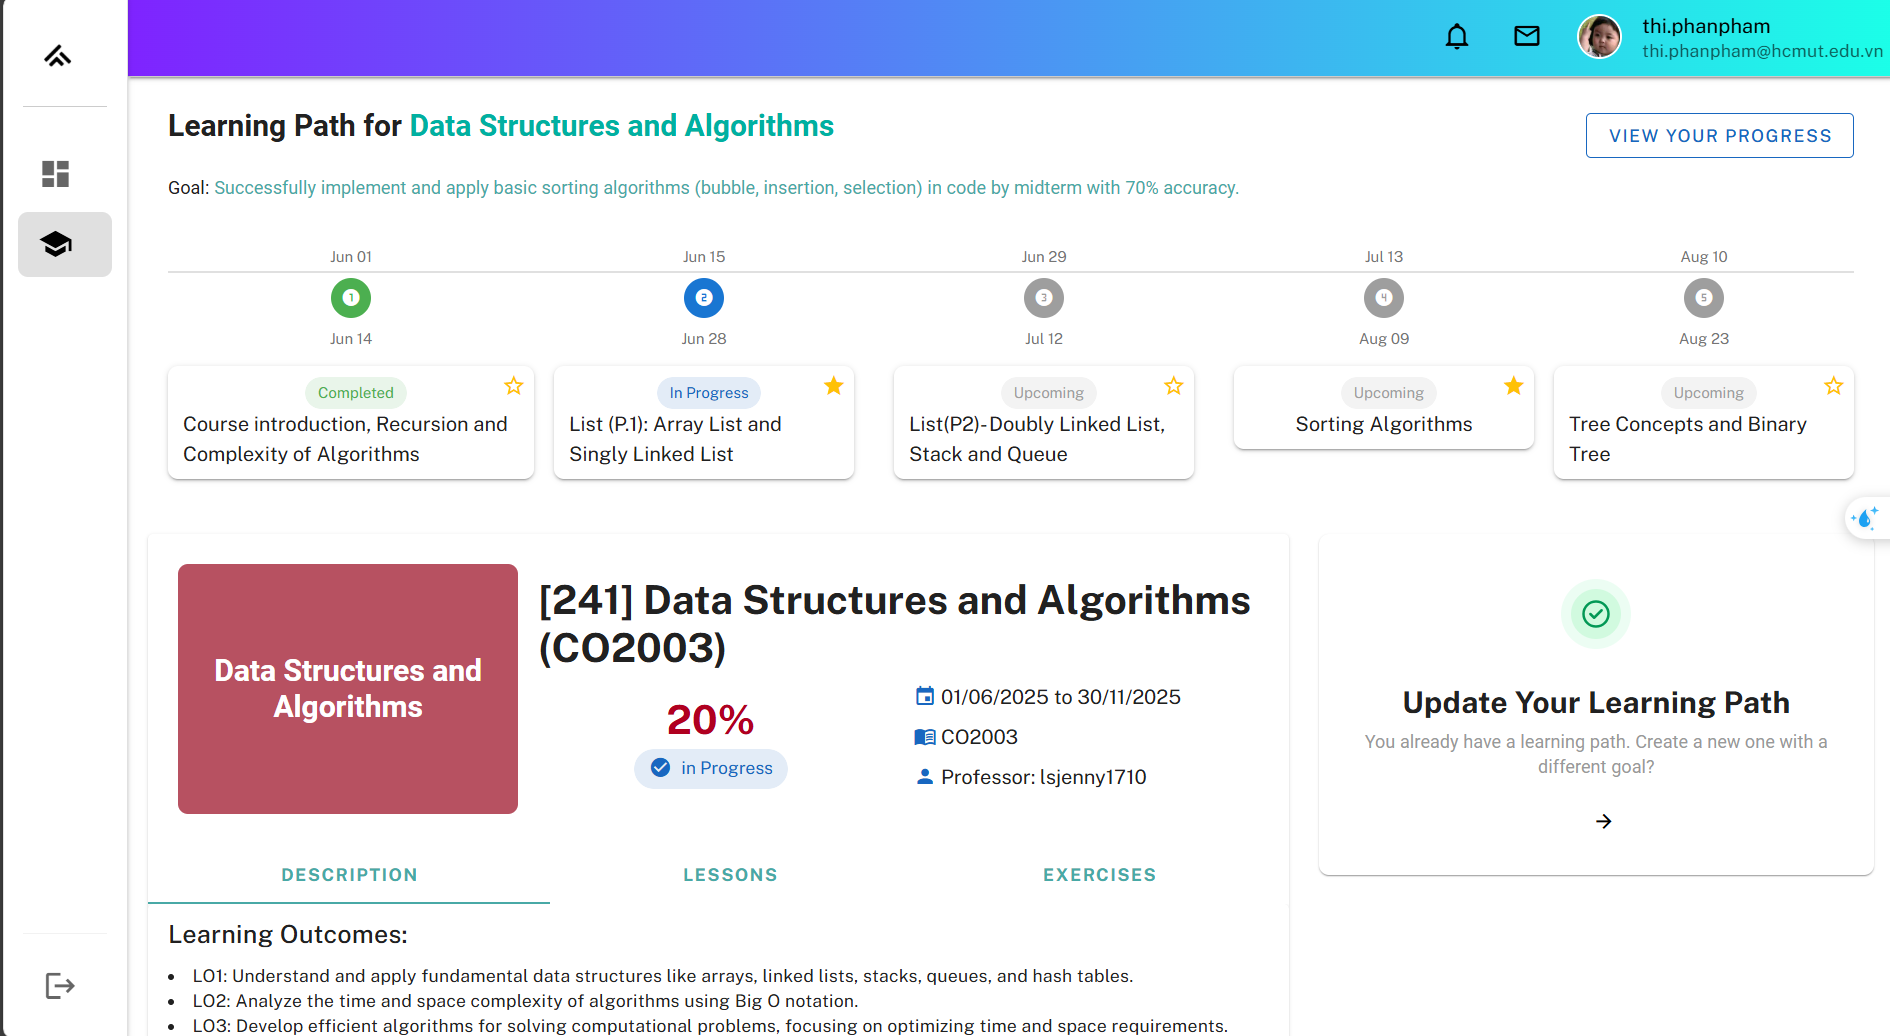 thi.phanpham
thi.phanpham@hcmut.edu.vn
Learning Path for Data Structures and Algorithms
VIEW YOUR PROGRESS
Goal: Successfully implement and apply basic sorting algorithms (bubble, insertion, selection) in code by midterm with 70% accuracy.
Jun 01
Jun 15
Jun 29
Jul 13
Aug 10
1
2
3
4
5
Jun 14
Jun 28
Jul 12
Aug 09
Aug 23
Completed
Course introduction, Recursion and
Complexity of Algorithms
In Progress
List (P.1): Array List and
Singly Linked List
Upcoming
List(P2)-Doubly Linked List,
Stack and Queue
Upcoming
Sorting Algorithms
Upcoming
Tree Concepts and Binary
Tree
Data Structures and
Algorithms
[241] Data Structures and Algorithms
(CO2003)
20%
in Progress
01/06/2025 to 30/11/2025
CO2003
Professor: lsjenny1710
Update Your Learning Path
You already have a learning path. Create a new one with a
different goal?
DESCRIPTION
LESSONS
EXERCISES
Learning Outcomes:
• LO1: Understand and apply fundamental data structures like arrays, linked lists, stacks, queues, and hash tables.
• LO2: Analyze the time and space complexity of algorithms using Big O notation.
• LO3: Develop efficient algorithms for solving computational problems, focusing on optimizing time and space requirements.